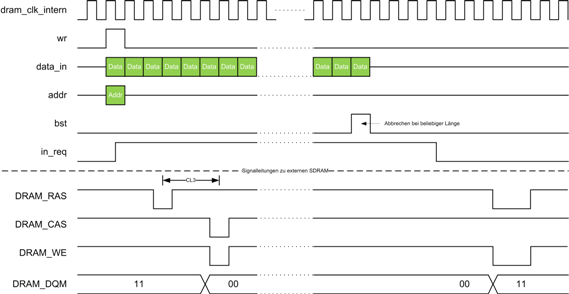 dram_clk_intern
wr
data_in Data Data Data Data Data Data Data Data Data Data Data
addr Addr
bst Abbrechen bei beliebiger Länge
in_req
Signalleitungen zu externen SDRAM
DRAM_RAS CL3
DRAM_CAS
DRAM_WE
DRAM_DQM 11 00 00 11